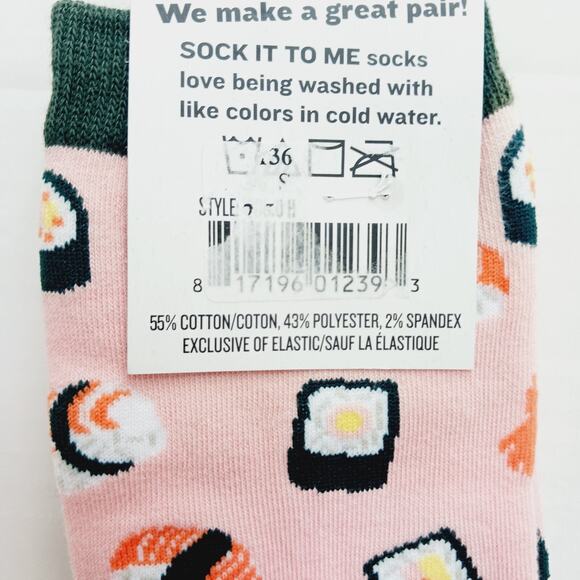 We make a great pair!
SOCK IT TO ME socks
love being washed with
like colors in cold water.
136
S
STYLE:
8 17196 01239 3
55% COTTON/COTON, 43% POLYESTER, 2% SPANDEX
EXCLUSIVE OF ELASTIC/SAUF LA ÉLASTIQUE